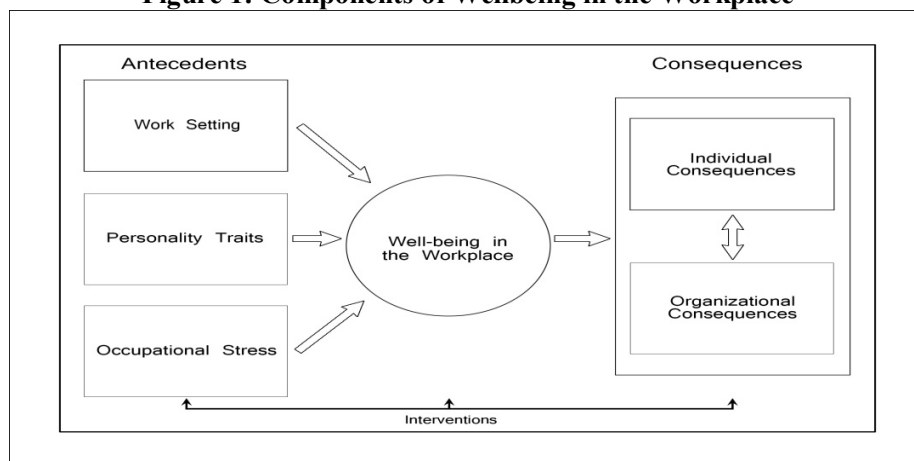 Figure 1: Components of Wellbeing in the Workplace
Antecedents
Work Setting
Personality Traits
Occupational Stress
Well-being in
the Workplace
Consequences
Individual
Consequences
Organizational
Consequences
Interventions